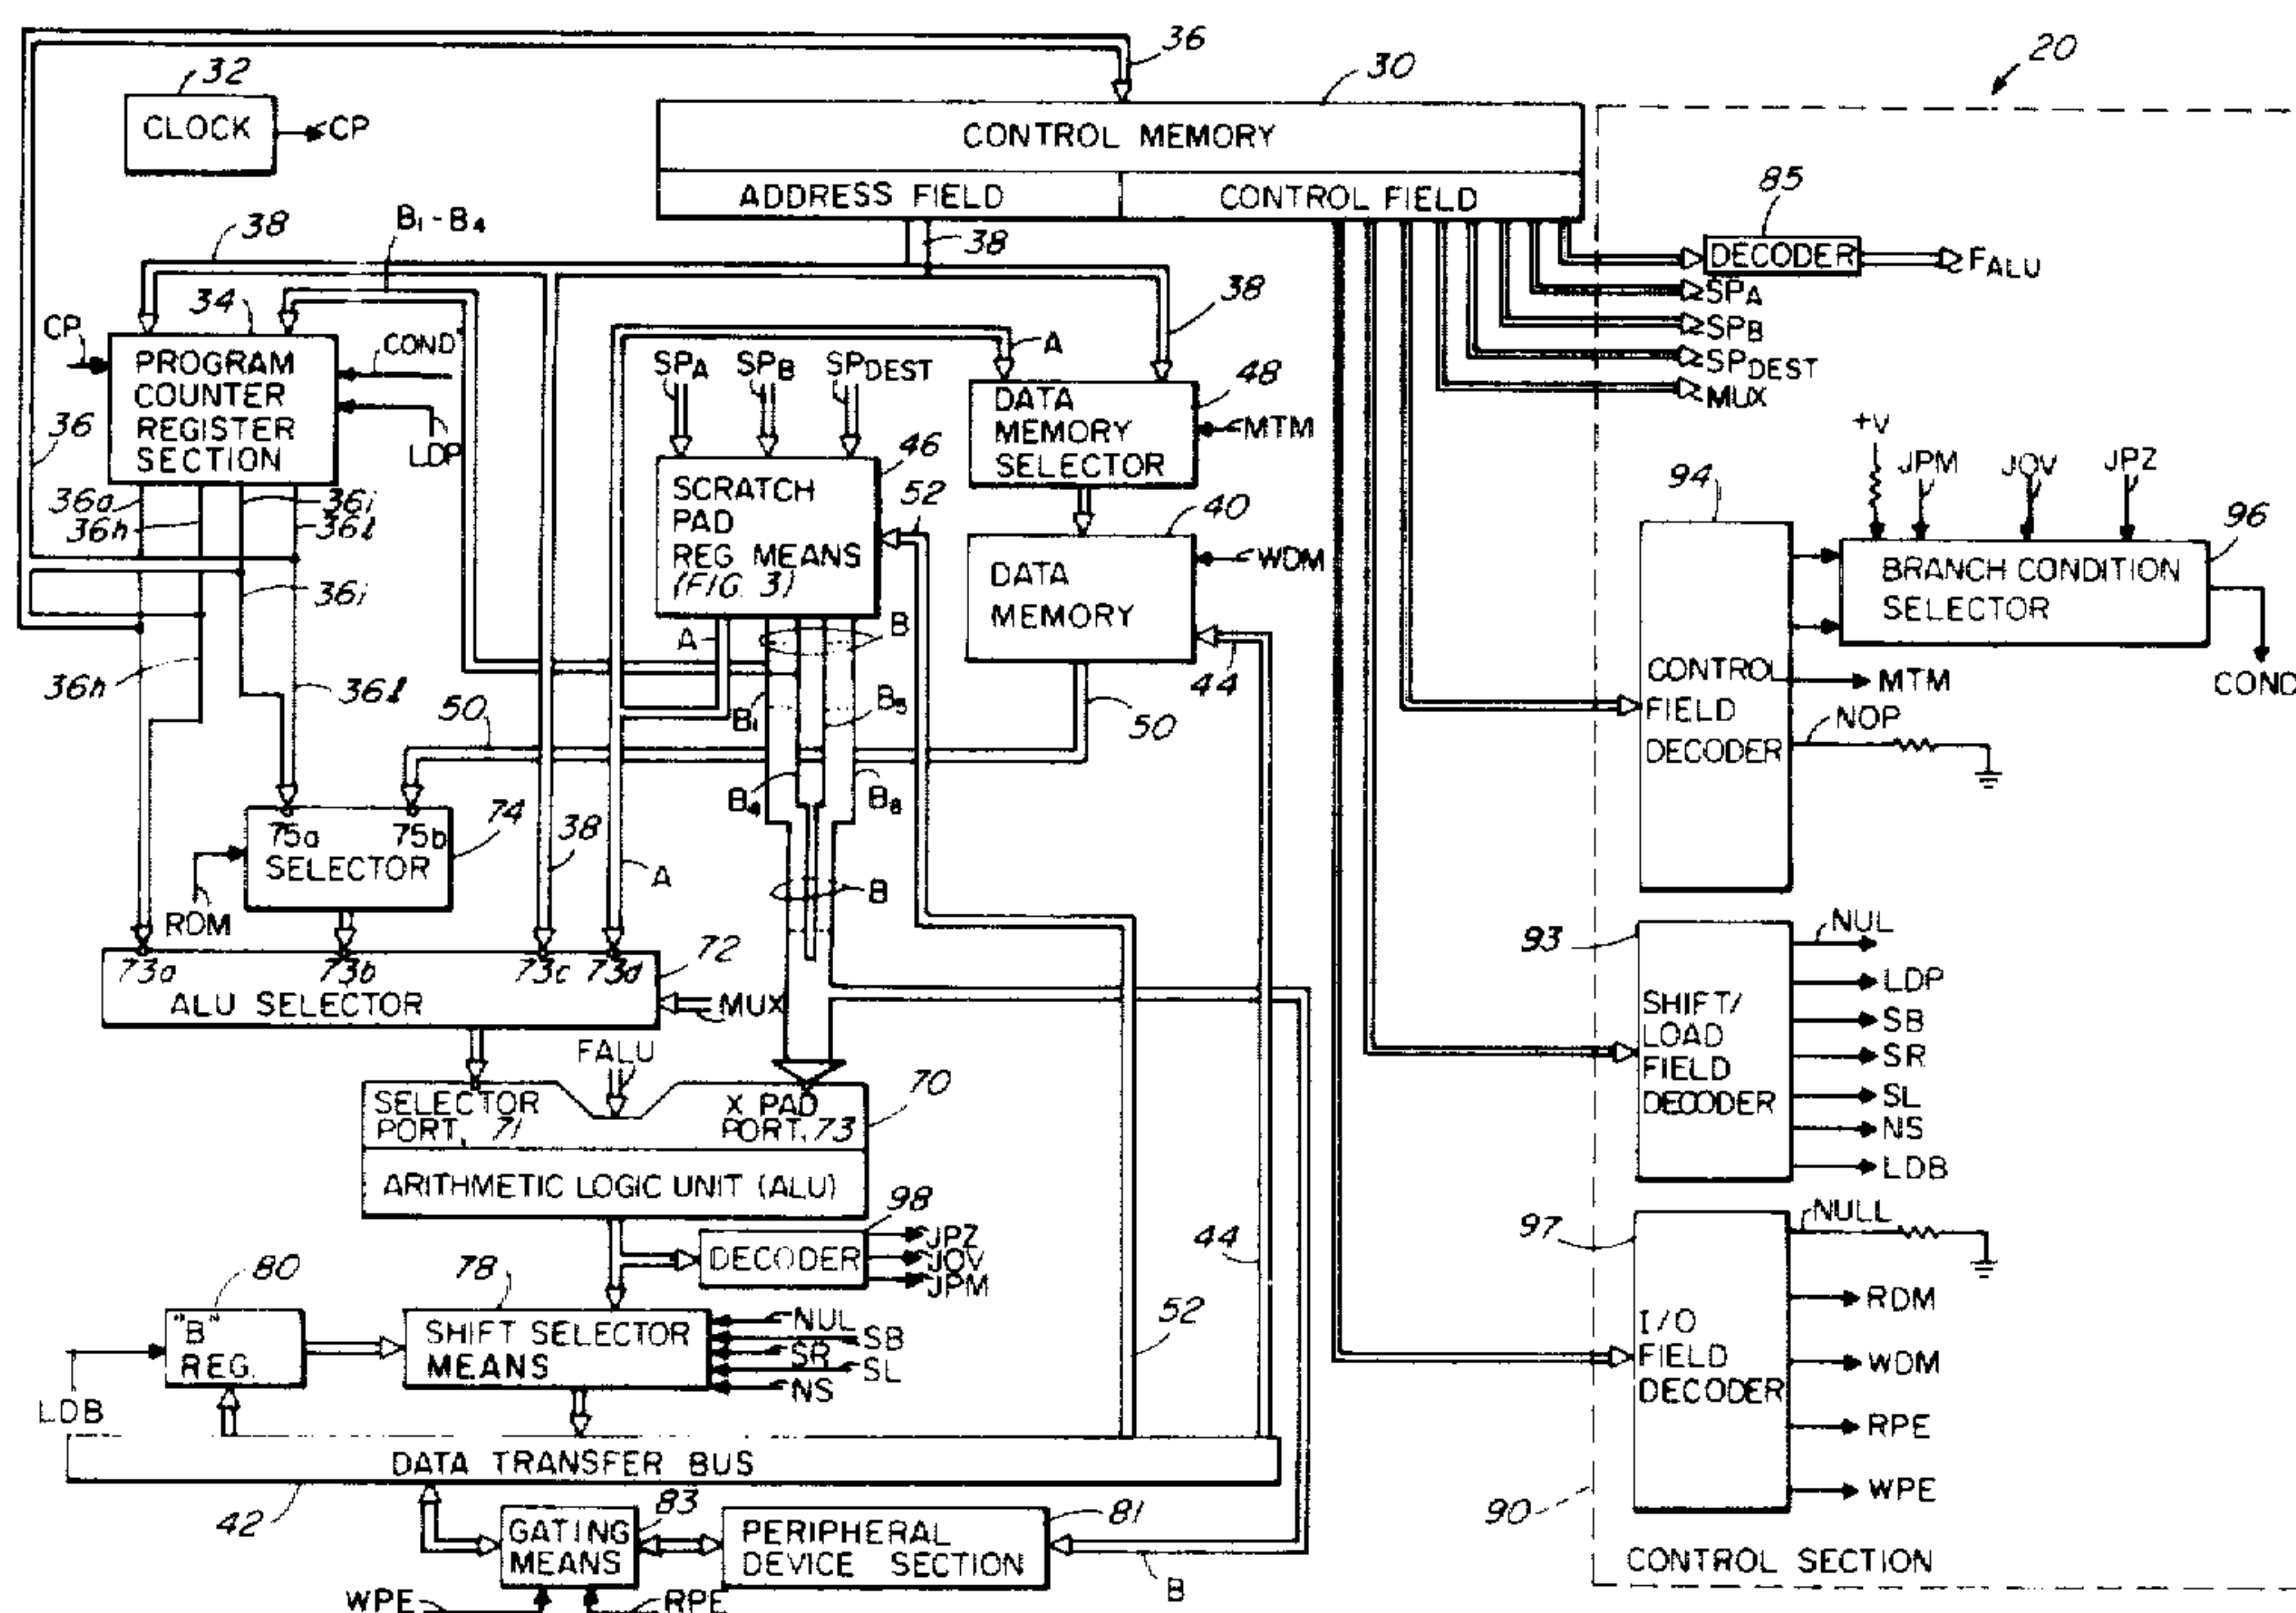 36
20
32
30
CLOCK
CP
CONTROL MEMORY
ADDRESS FIELD
CONTROL FIELD
85
DECODER
FALU
38
B1-B4
38
SPA
SPB
SPDEST
MUX
34
CP
PROGRAM
COUNTER
REGISTER
SECTION
COND
LDP
36
38
A
SPA
SPB
SPDEST
48
DATA
MEMORY
SELECTOR
MTM
46
52
SCRATCH
PAD
REG MEANS
(FIG. 3)
40
DATA
MEMORY
WDM
36a
36h
36i
36l
36i
36h
36l
A
B
B1
B5
B4
B8
44
50
50
+V
JPM
JOV
JPZ
94
96
BRANCH CONDITION
SELECTOR
COND
CONTROL
FIELD
DECODER
MTM
NOP
75a
75b
SELECTOR
74
RDM
38
A
B
73a
73b
73c
73d
72
ALU SELECTOR
MUX
93
NUL
SHIFT/
LOAD
FIELD
DECODER
LDP
SB
SR
SL
NS
LDB
FALU
SELECTOR
PORT, 71
X PAD
PORT, 73
70
ARITHMETIC LOGIC UNIT (ALU)
98
DECODER
JPZ
JOV
JPM
44
52
97
NULL
I/O
FIELD
DECODER
RDM
WDM
RPE
WPE
80
"B"
REG.
78
SHIFT SELECTOR
MEANS
NUL
SB
SR
SL
NS
LDB
DATA TRANSFER BUS
42
83
GATING
MEANS
81
PERIPHERAL
DEVICE SECTION
B
90
CONTROL SECTION
WPE
RPE